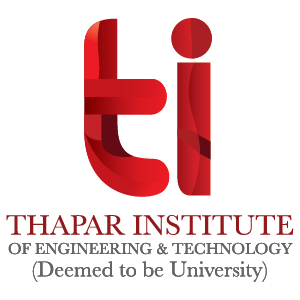 ti
THAPAR INSTITUTE
OF ENGINEERING & TECHNOLOGY
(Deemed to be University)